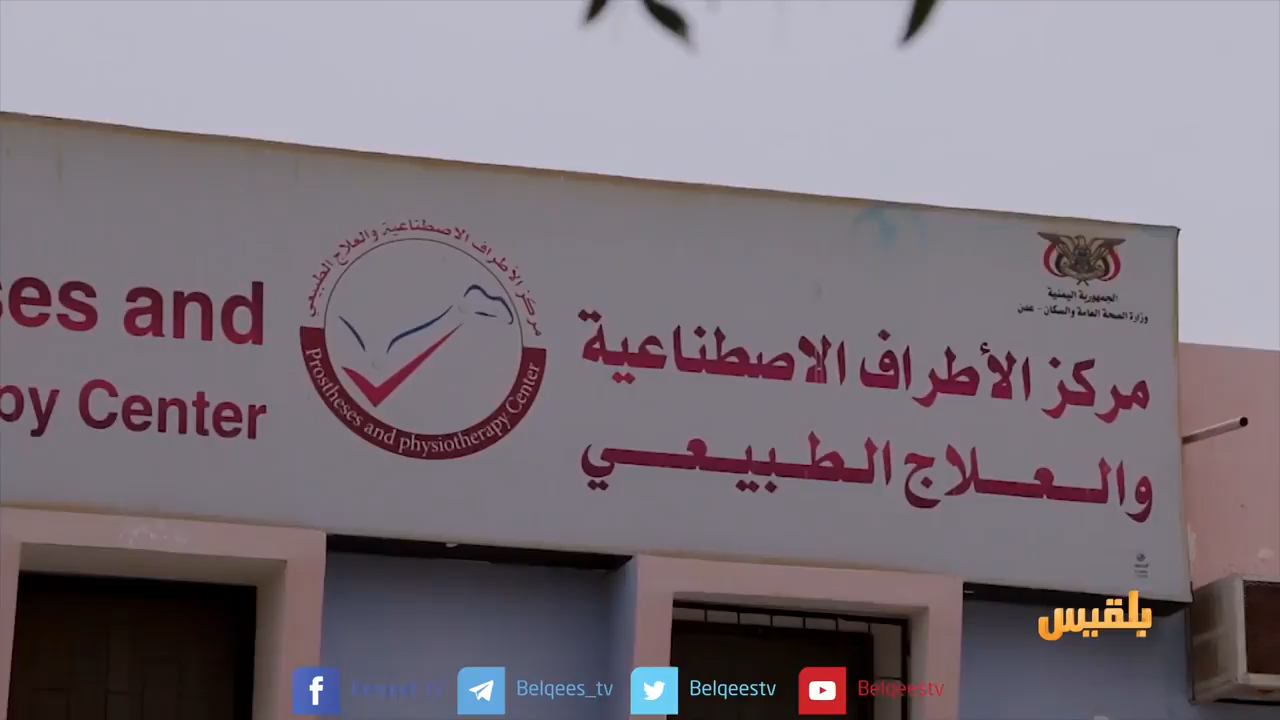 الجمهورية اليمنية
وزارة الصحة العامة والسكان - عدن
مركز الأطراف الاصطناعية
والعلاج الطبيعي
مركز الأطراف الاصطناعية والعلاج الطبيعي
Prostheses and physiotherapy Center
ses and
py Center
بلقيس
Belqees_tv
Belqeestv
Belqeestv